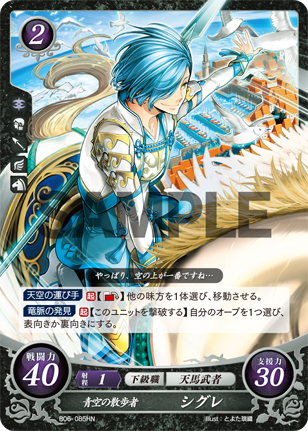 2
SAMPLE
やっぱり、空の上が一番ですね…
天空の運び手 起【】他の味方を1体選び、移動させる。
竜脈の発見 起【このユニットを撃破する】自分のオーブを1つ選び、
表向きか裏向きにする。
戦闘力 40
射程 1 下級職 天馬武者
支援力 30
青空の散歩者 シグレ
B06-085HN Illust：とよた瑣織